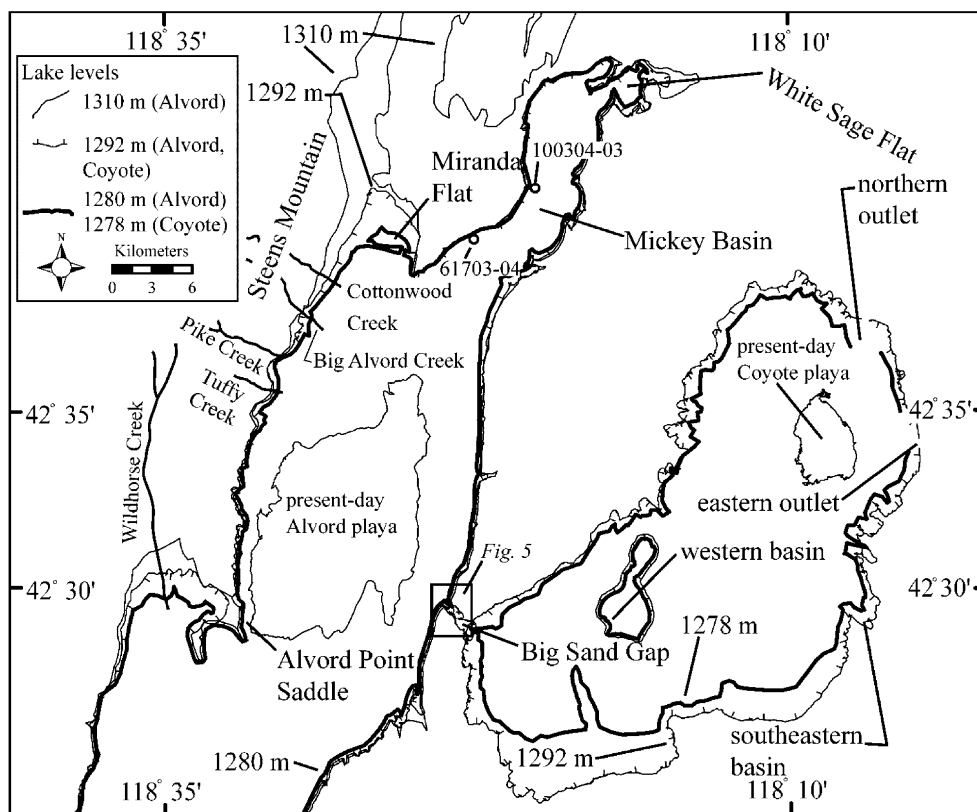 118° 35'
1310 m
118° 10'
Lake levels
1310 m (Alvord)
1292 m (Alvord,
Coyote)
1280 m (Alvord)
1278 m (Coyote)
N
Kilometers
0 3 6
1292 m
Steens Mountain
Miranda
Flat
100304-03
White Sage Flat
northern
outlet
Mickey Basin
61703-04
Cottonwood
Creek
Big Alvord Creek
Pike Creek
Tuffy
Creek
Wildhorse Creek
present-day
Coyote playa
42° 35'
42° 35'
eastern outlet
present-day
Alvord playa
Fig. 5
western basin
42° 30'
42° 30'
1278 m
Big Sand Gap
Alvord Point
Saddle
1280 m
1292 m
southeastern
basin
118° 35'
118° 10'